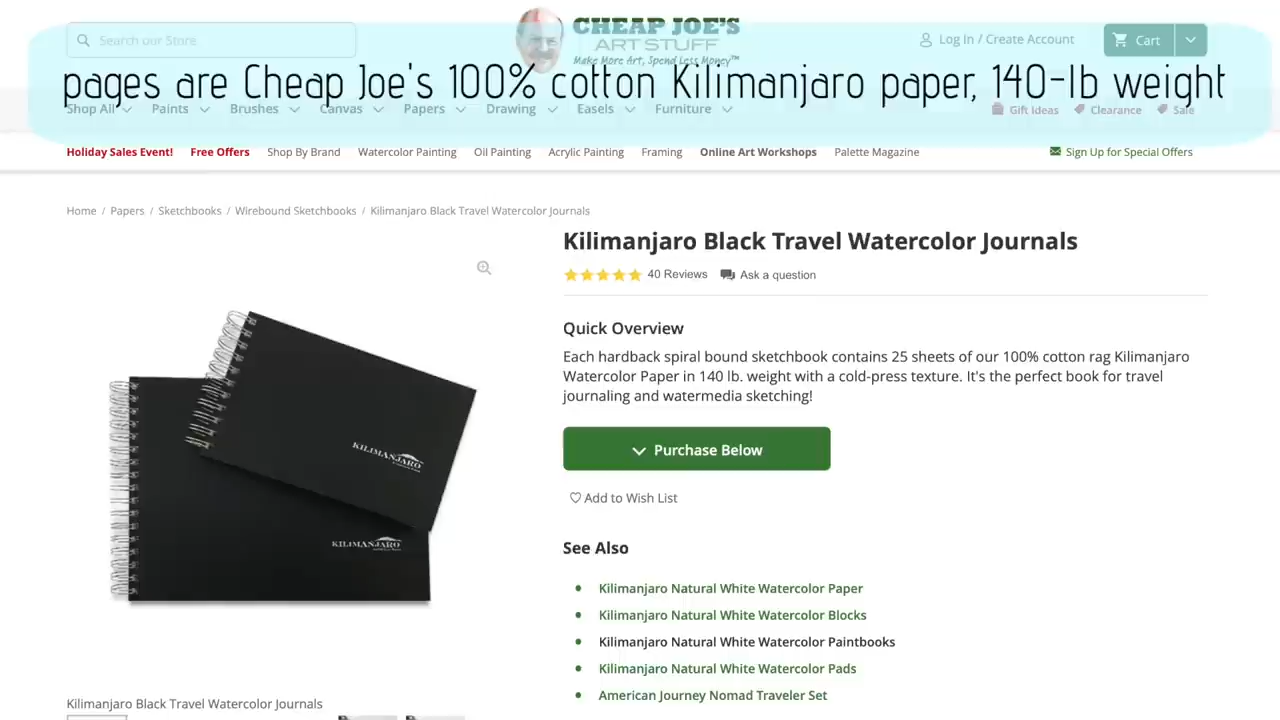 CHEAP JOE'S
ART STUFF
Make More Art, Spend Less Money™
Search our Store
Log In / Create Account
Cart
pages are Cheap Joe's 100% cotton Kilimanjaro paper, 140-lb weight
Shop All
Paints
Brushes
Canvas
Papers
Drawing
Easels
Furniture
Gift Ideas
Clearance
Sale
Holiday Sales Event!
Free Offers
Shop By Brand
Watercolor Painting
Oil Painting
Acrylic Painting
Framing
Online Art Workshops
Palette Magazine
Sign Up for Special Offers
Home / Papers / Sketchbooks / Wirebound Sketchbooks / Kilimanjaro Black Travel Watercolor Journals
Kilimanjaro Black Travel Watercolor Journals
40 Reviews
Ask a question
Quick Overview
Each hardback spiral bound sketchbook contains 25 sheets of our 100% cotton rag Kilimanjaro
Watercolor Paper in 140 lb. weight with a cold-press texture. It's the perfect book for travel
journaling and watermedia sketching!
Purchase Below
Add to Wish List
See Also
Kilimanjaro Natural White Watercolor Paper
Kilimanjaro Natural White Watercolor Blocks
Kilimanjaro Natural White Watercolor Paintbooks
Kilimanjaro Natural White Watercolor Pads
American Journey Nomad Traveler Set
KILIMANJARO
KILIMANJARO
Kilimanjaro Black Travel Watercolor Journals